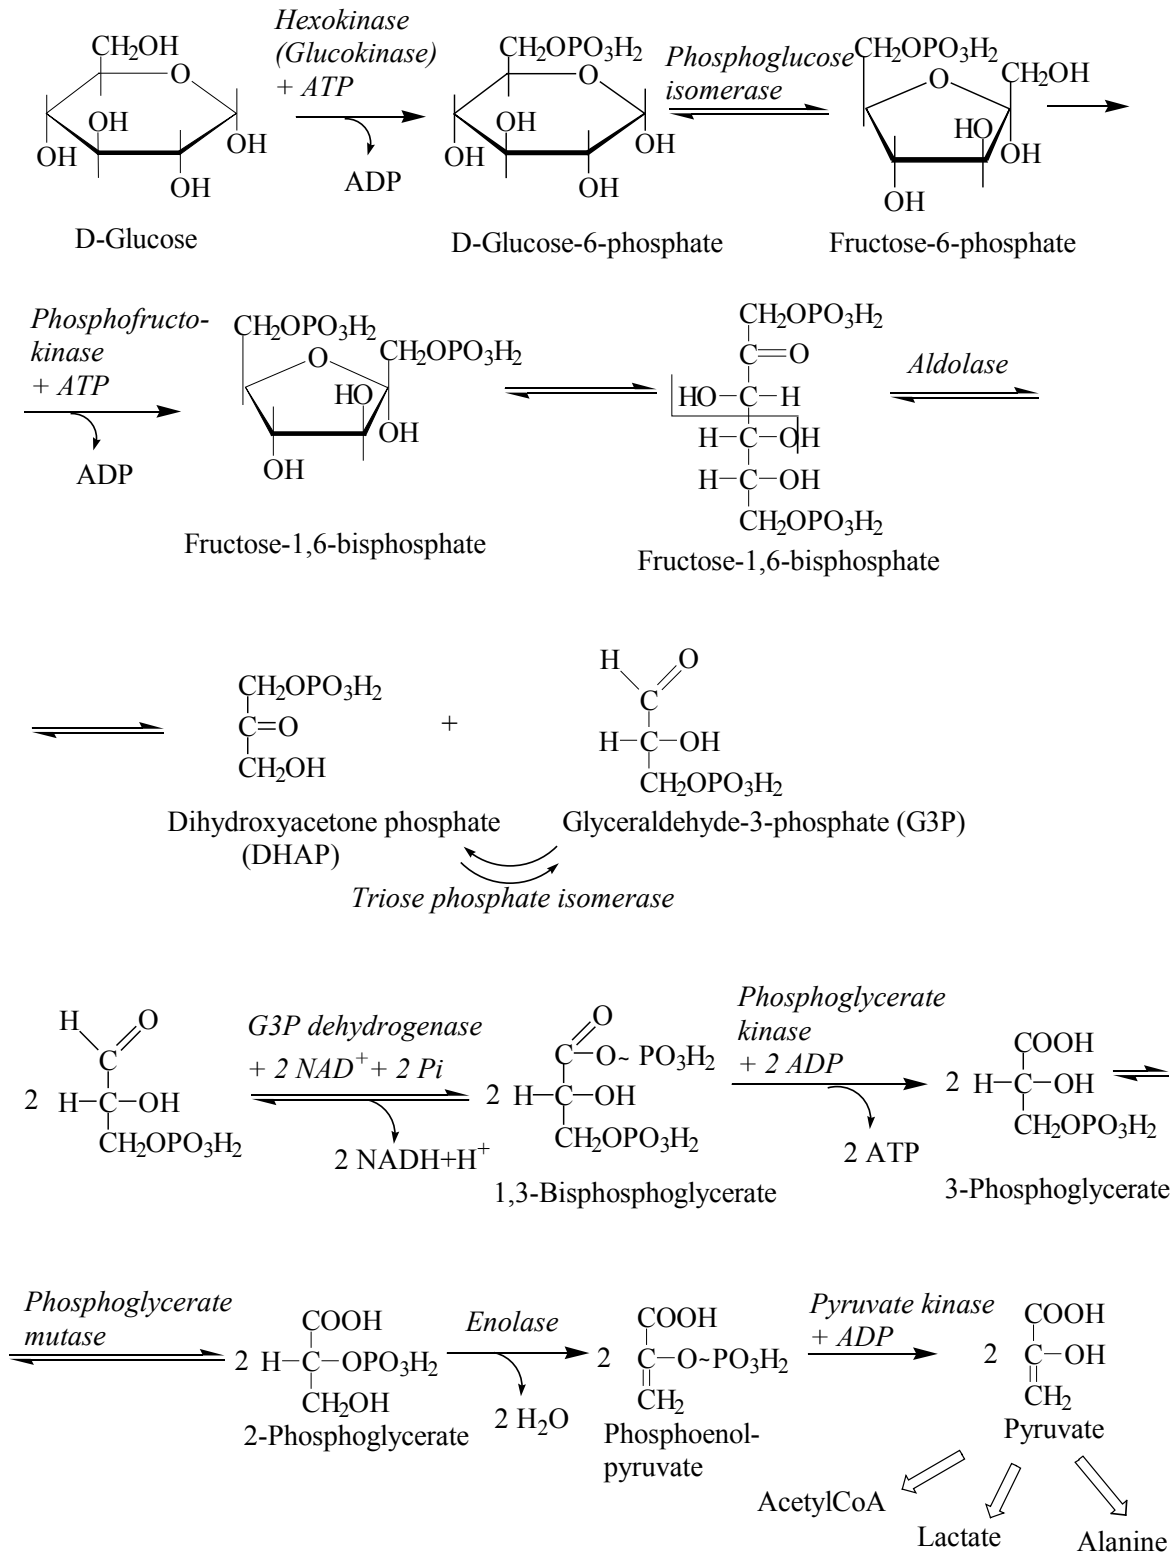 Hexokinase
(Glucokinase)
+ ATP
CH₂OH
O
OH
OH
OH
OH
ADP
D-Glucose
CH₂OPO₃H₂
O
OH
OH
OH
OH
D-Glucose-6-phosphate
Phosphoglucose
isomerase
CH₂OPO₃H₂
O
CH₂OH
HO
OH
OH
Fructose-6-phosphate
Phosphofructo-
kinase
+ ATP
ADP
CH₂OPO₃H₂
O
CH₂OPO₃H₂
HO
OH
OH
Fructose-1,6-bisphosphate
CH₂OPO₃H₂
C=O
HO-C-H
H-C-OH
H-C-OH
CH₂OPO₃H₂
Fructose-1,6-bisphosphate
Aldolase
CH₂OPO₃H₂
C=O
CH₂OH
Dihydroxyacetone phosphate
(DHAP)
+
H O
C
H-C-OH
CH₂OPO₃H₂
Glyceraldehyde-3-phosphate (G3P)
Triose phosphate isomerase
H O
C
2 H-C-OH
CH₂OPO₃H₂
G3P dehydrogenase
+ 2 NAD⁺ + 2 Pi
2 NADH+H⁺
O
C-O~ PO₃H₂
2 H-C-OH
CH₂OPO₃H₂
1,3-Bisphosphoglycerate
Phosphoglycerate
kinase
+ 2 ADP
2 ATP
COOH
2 H-C-OH
CH₂OPO₃H₂
3-Phosphoglycerate
Phosphoglycerate
mutase
COOH
2 H-C-OPO₃H₂
CH₂OH
2-Phosphoglycerate
Enolase
2 H₂O
COOH
2 C-O~PO₃H₂
CH₂
Phosphoenol-
pyruvate
Pyruvate kinase
+ ADP
COOH
2 C-OH
CH₂
Pyruvate
AcetylCoA
Lactate
Alanine